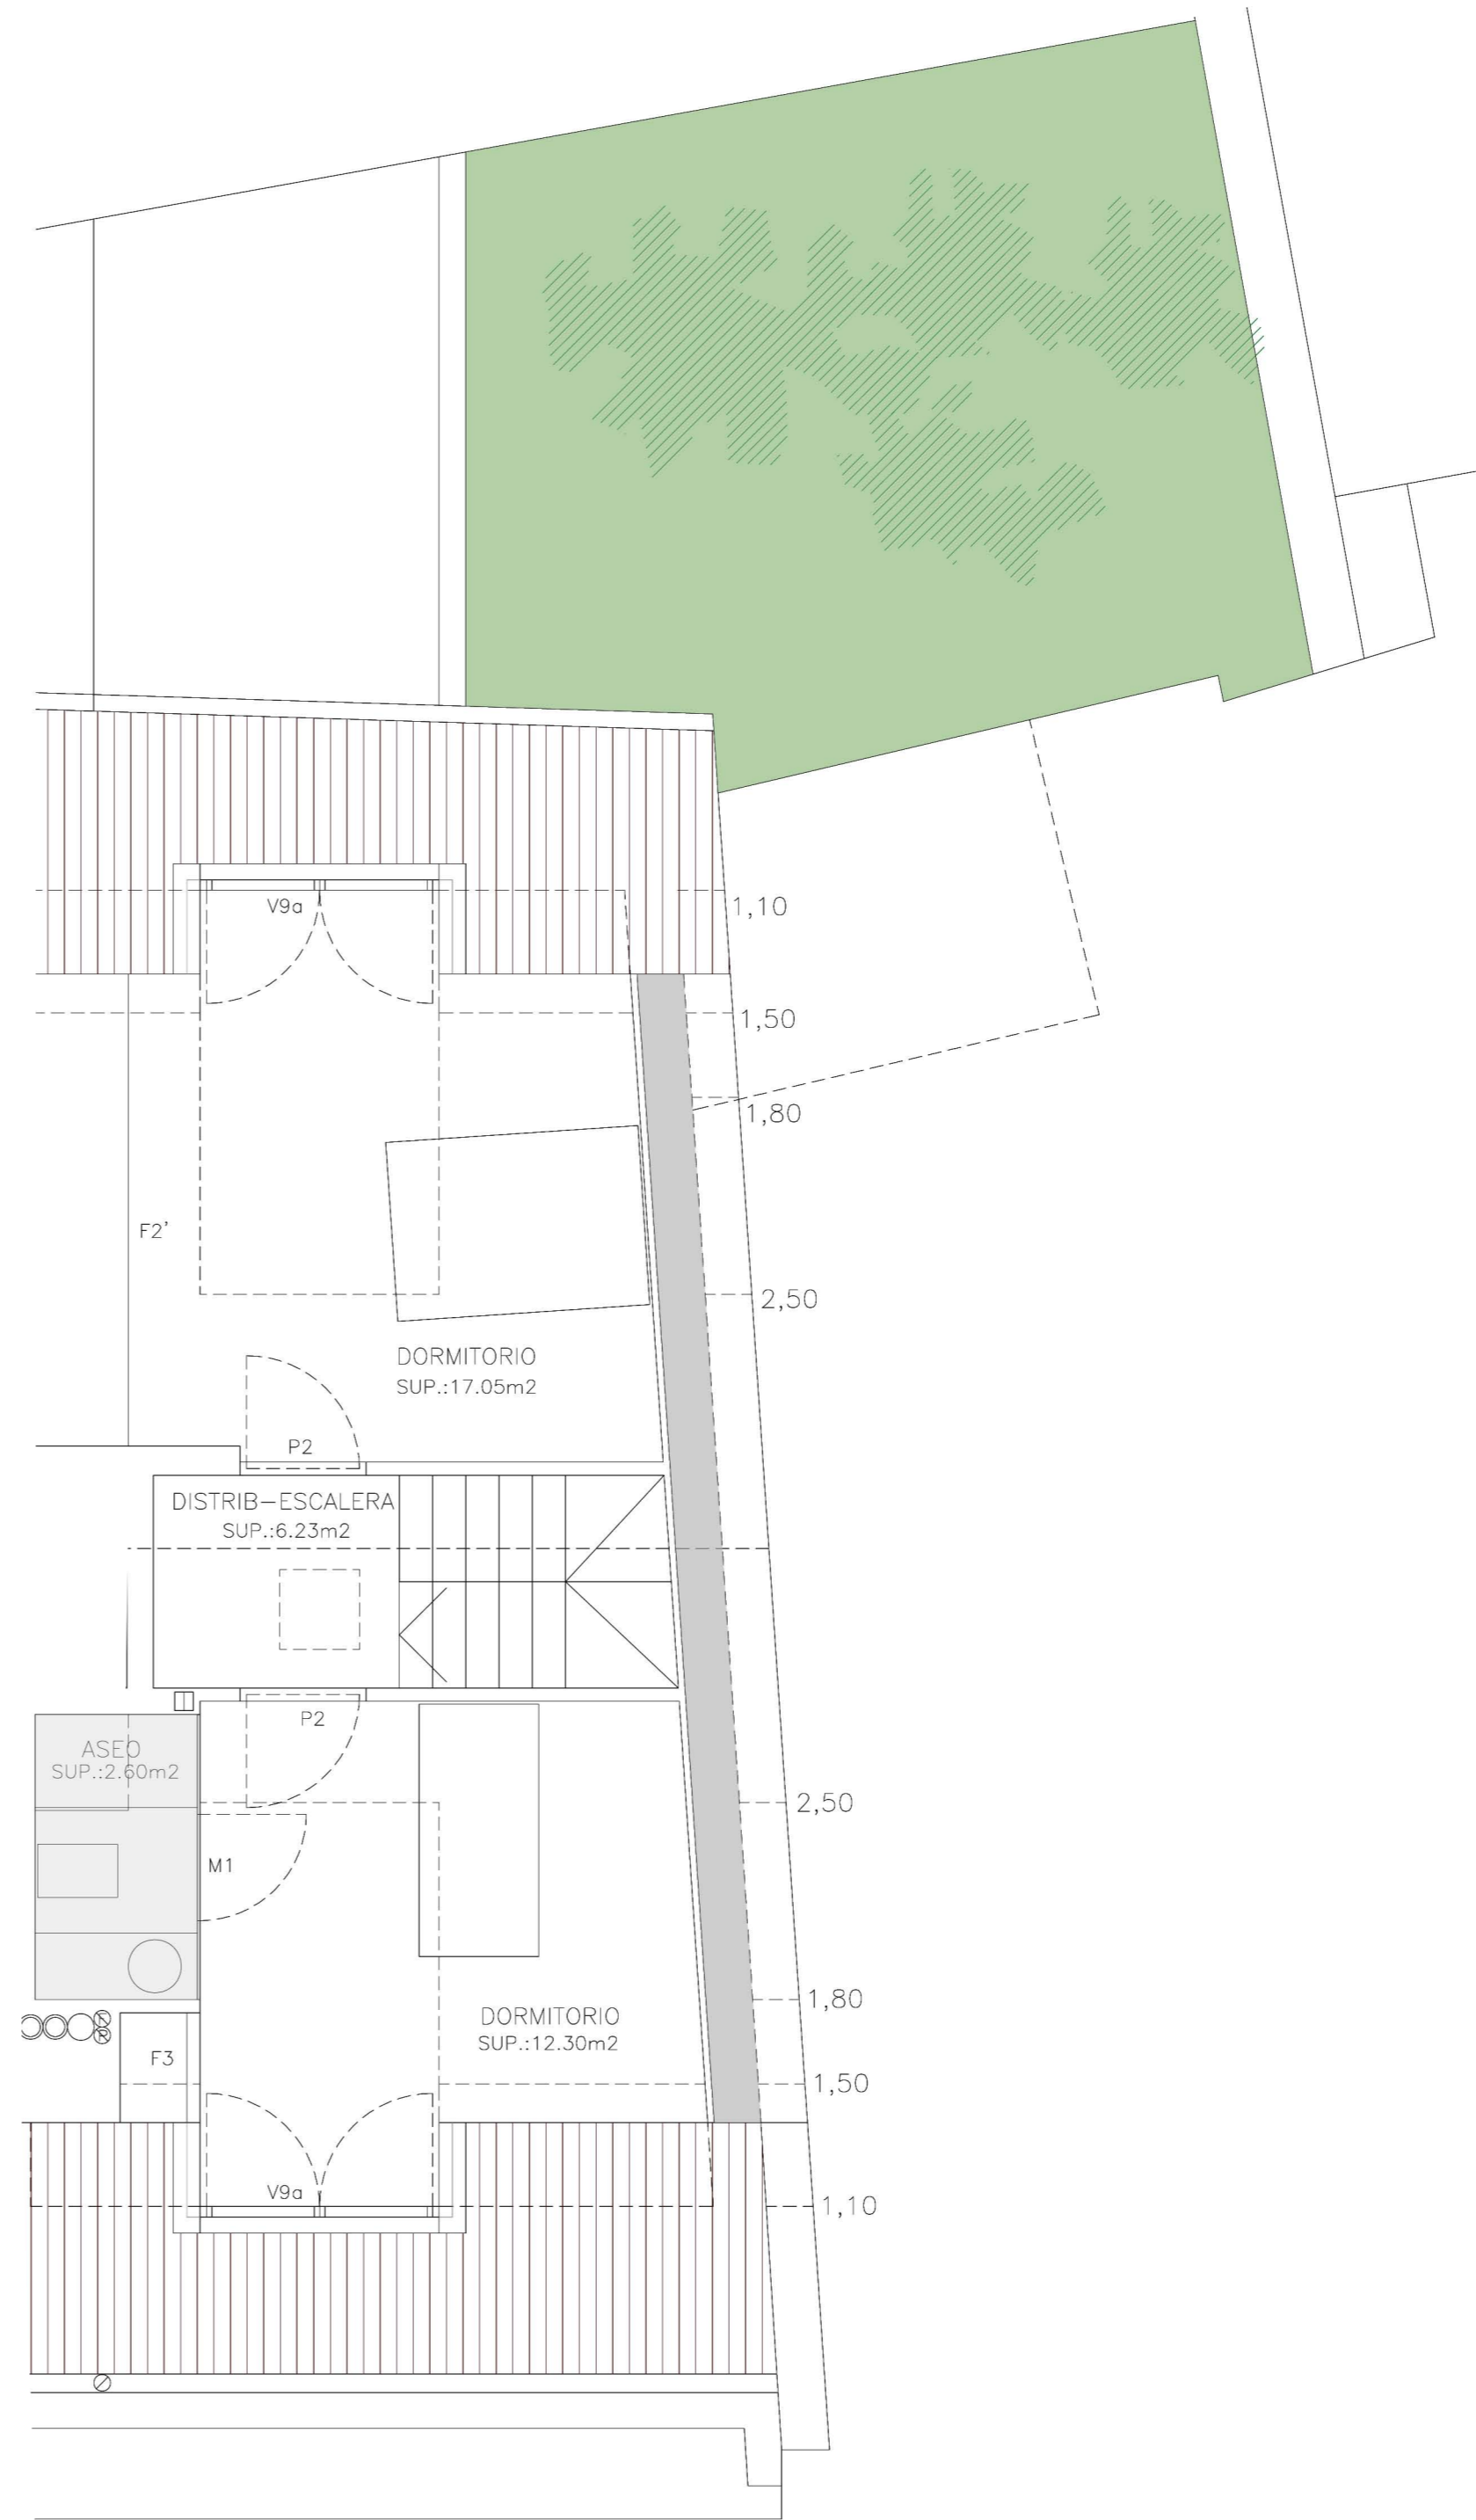 V9a
1,10
1,50
1,80
F2'
2,50
DORMITORIO
SUP.:17.05m2
P2
DISTRIB-ESCALERA
SUP.:6.23m2
P2
ASEO
SUP.:2.60m2
2,50
M1
1,80
DORMITORIO
SUP.:12.30m2
F3
1,50
V9a
1,10